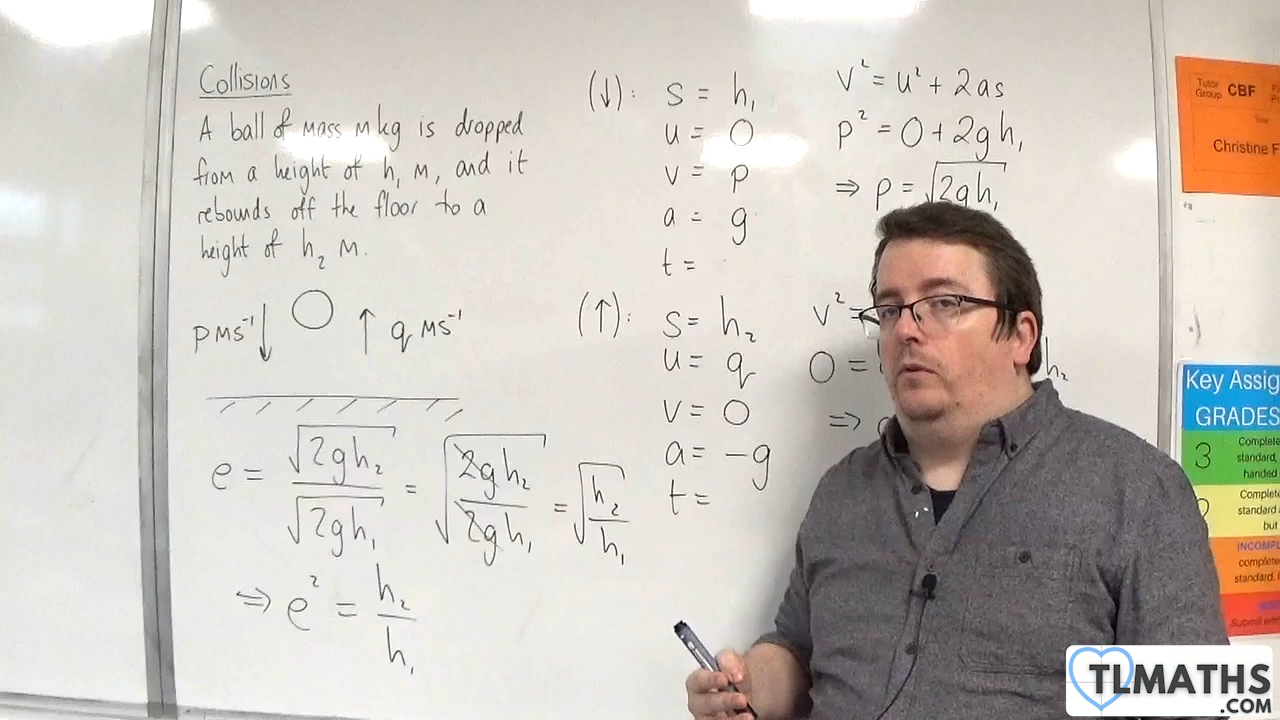 Collisions
A ball of mass m kg is dropped
from a height of h₁ m, and it
rebounds off the floor to a
height of h₂ m.
p ms⁻¹ ↓ ↑ q ms⁻¹
e = √(2gh₂)/√(2gh₁) = √(2gh₂/2gh₁) = √(h₂/h₁)
⇒ e² = h₂/h₁
(↓): s = h₁
u = 0
v = p
a = g
t =
(↑): s = h₂
u = q
v = 0
a = -g
t =
v² = u² + 2as
p² = 0 + 2gh₁
⇒ p = √(2gh₁)
v² =
0 =
h₂
⇒
Tutor
Group CBF
Christine F
Key Assig
GRADES
3
Complete
standard,
handed
Complete
standard a
but
INCOMPL
complete
standard,
TLMATHS
.COM